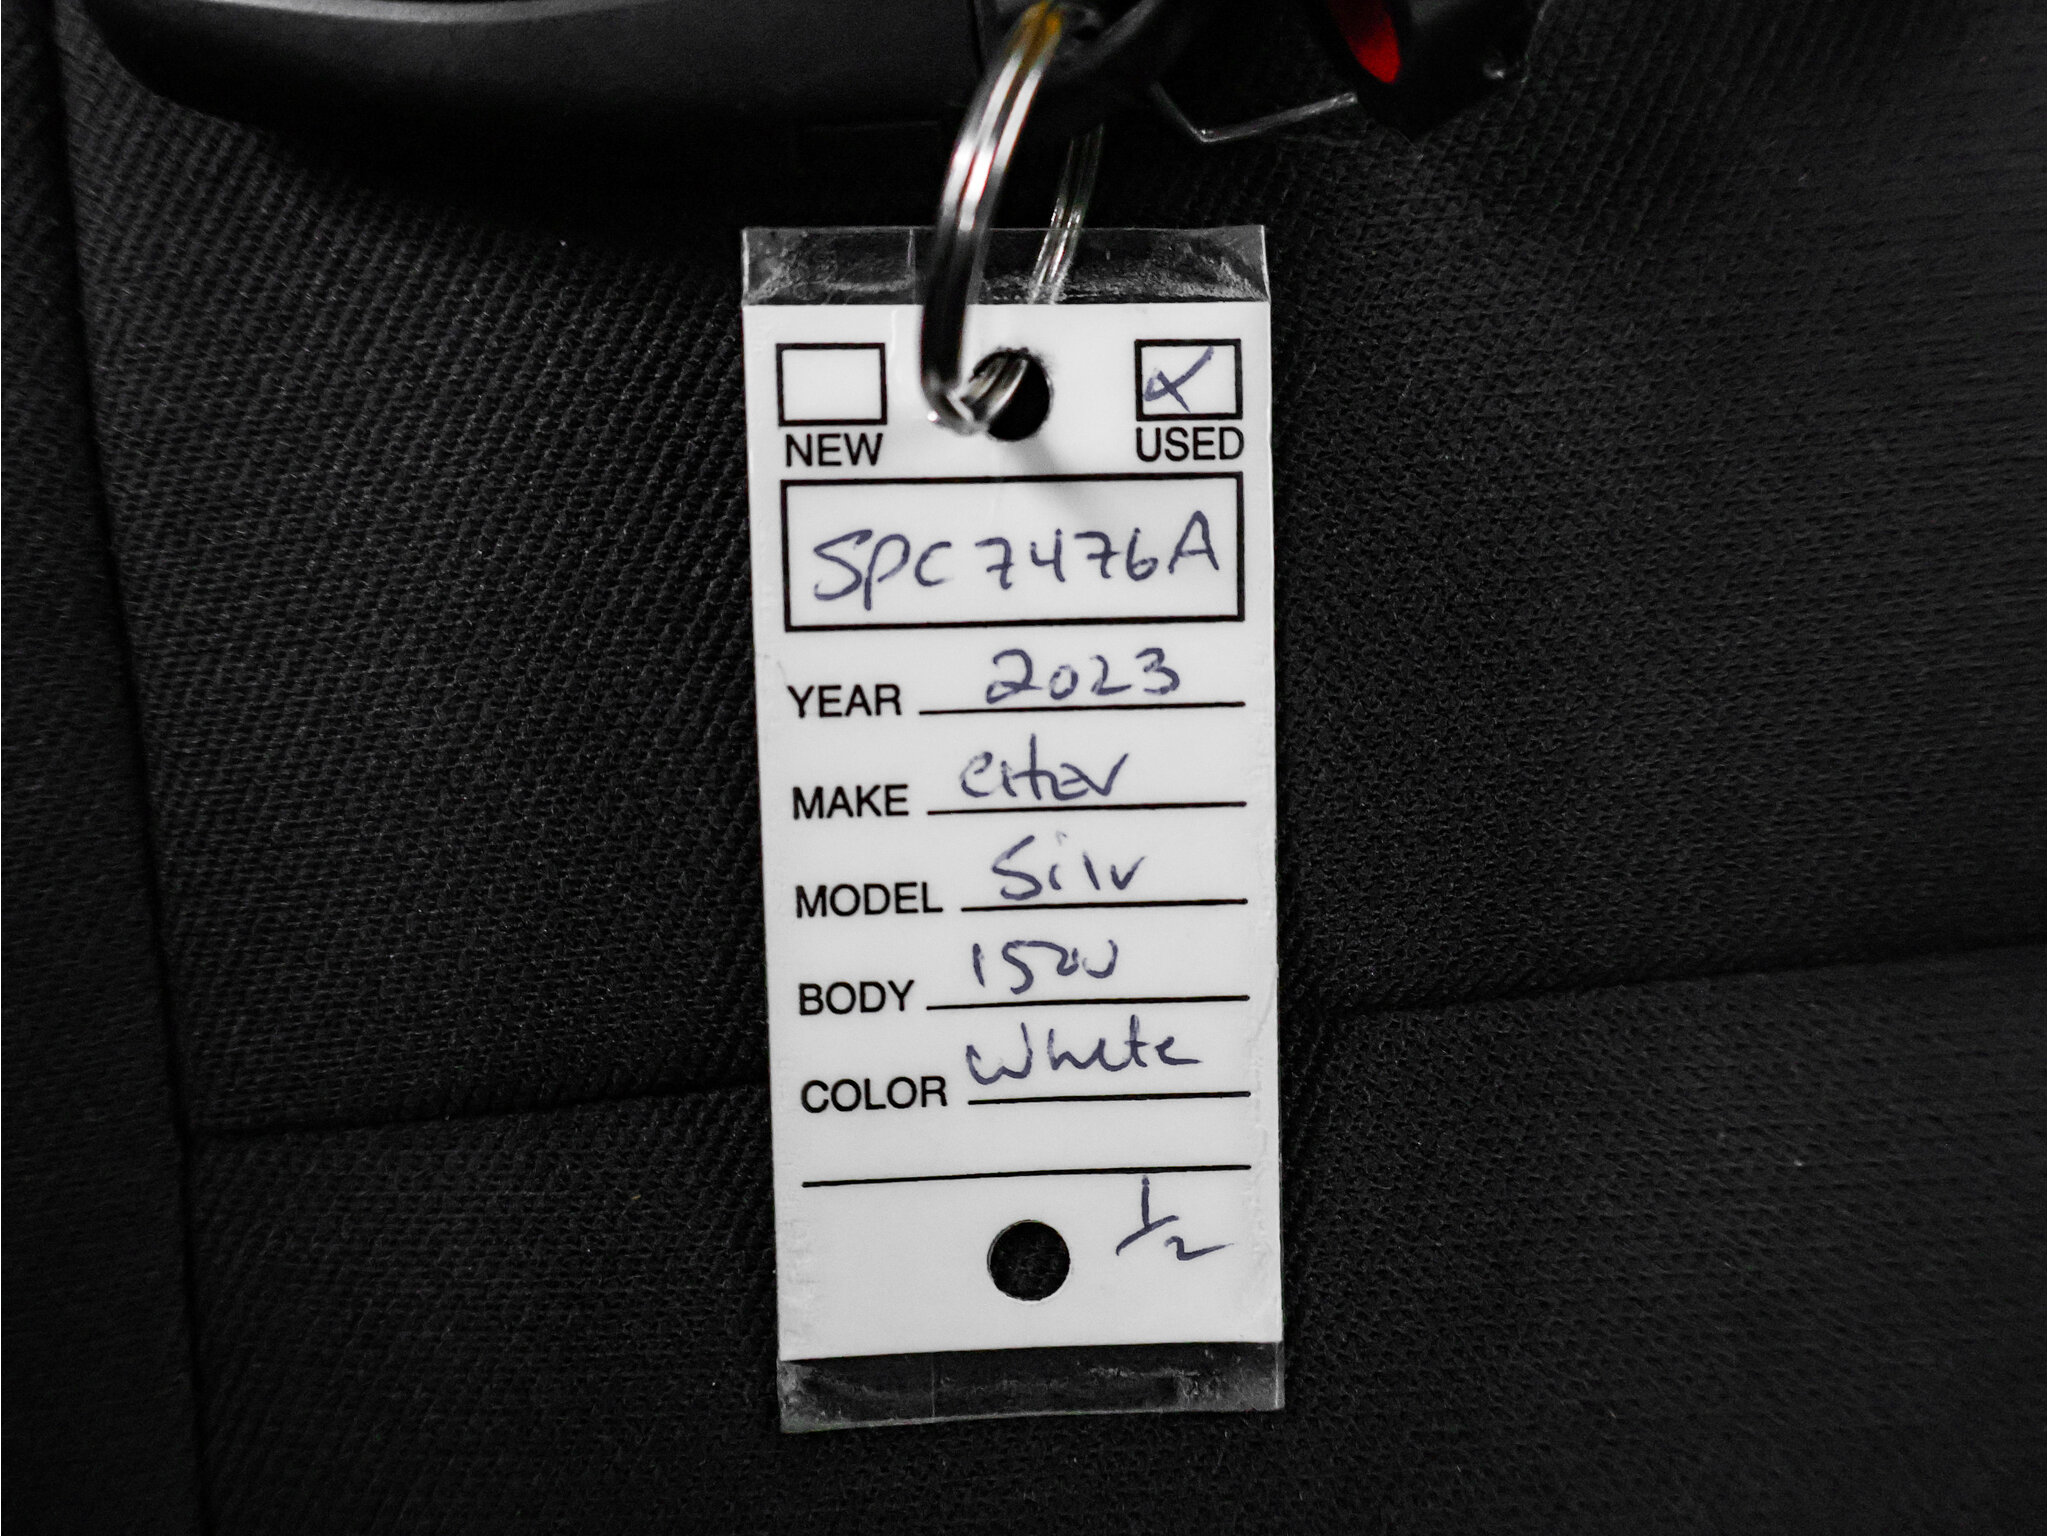 NEW USED
SPC7476A
YEAR 2023
MAKE CHEV
MODEL Silv
BODY 1500
COLOR White
1/2